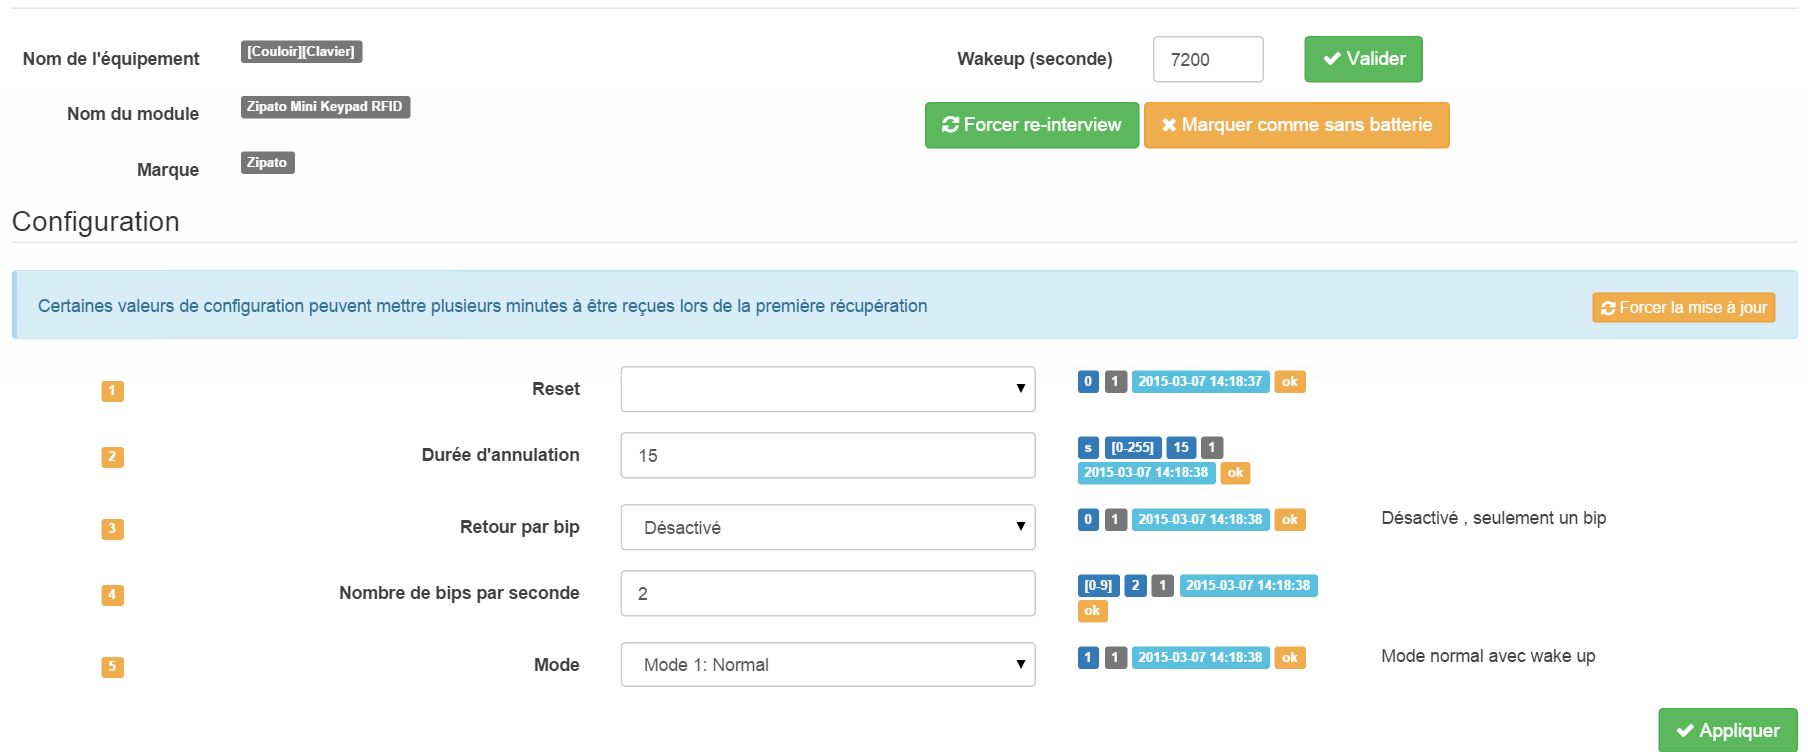 Nom de l'équipement [Couloir][Clavier] Wakeup (seconde) 7200 Valider
Nom du module Zipato Mini Keypad RFID Forcer re-interview Marquer comme sans batterie
Marque Zipato
Configuration
Certaines valeurs de configuration peuvent mettre plusieurs minutes à être reçues lors de la première récupération Forcer la mise à jour
1 Reset 0 1 2015-03-07 14:18:37 ok
2 Durée d'annulation 15 s [0-255] 15 1
2015-03-07 14:18:38 ok
3 Retour par bip Désactivé 0 1 2015-03-07 14:18:38 ok Désactivé , seulement un bip
4 Nombre de bips par seconde 2 [0-9] 2 1 2015-03-07 14:18:38
ok
5 Mode Mode 1: Normal 1 1 2015-03-07 14:18:38 ok Mode normal avec wake up
Appliquer